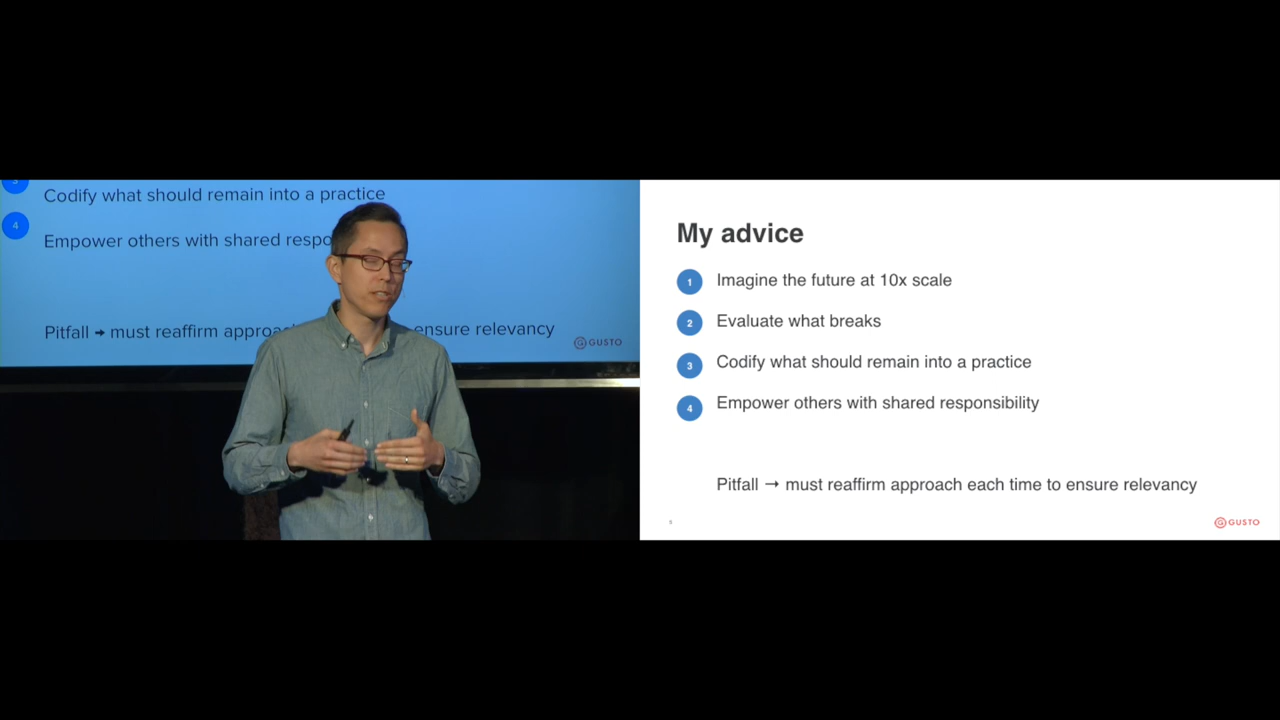 3
Codify what should remain into a practice
4
Empower others with shared respo
Pitfall → must reaffirm approac
ensure relevancy
GUSTO
My advice
1 Imagine the future at 10x scale
2 Evaluate what breaks
3 Codify what should remain into a practice
4 Empower others with shared responsibility
Pitfall → must reaffirm approach each time to ensure relevancy
GUSTO